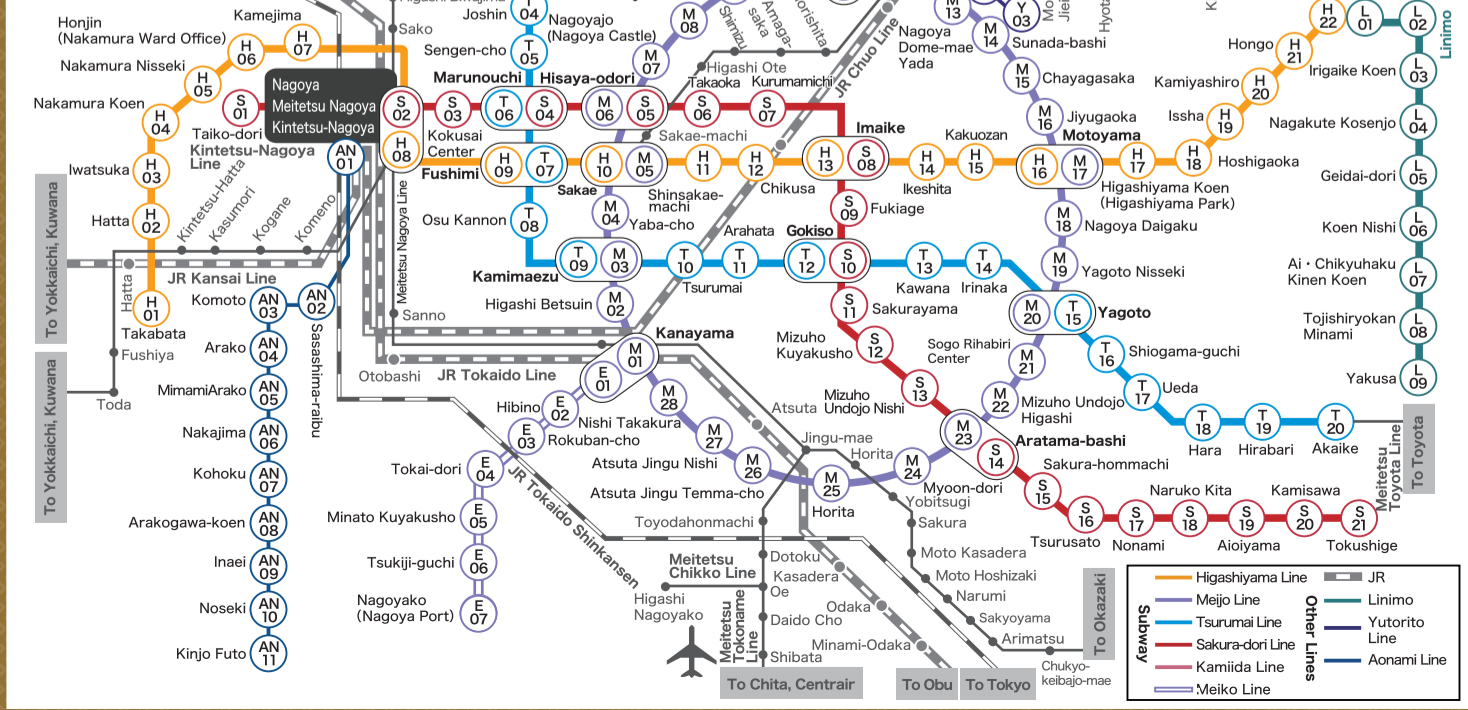 Higashi Biwajima
Sako
Joshin
T
04
Nagoyajo
(Nagoya Castle)
M
08
Shimizu
Ama-
saka
Amaga-
morishita
M
13
Y
03
Nagoya
Dome-mae
Yada
M
14
Sunada-bashi
H
22
L
01
L
02
Linimo
Honjin
(Nakamura Ward Office)
Kamejima
H
07
H
06
Nakamura Nisseki
H
05
Sengen-cho
T
05
M
07
Higashi Ote
JR Chuo Line
M
15
Chayagasaka
Hongo
H
21
Irigaike Koen
L
03
Kamiyashiro
H
20
Nagoya
Meitetsu Nagoya
Kintetsu-Nagoya
Marunouchi
Hisaya-odori
Takaoka
Kurumamichi
Nakamura Koen
H
04
S
01
S
02
S
03
T
06
S
04
M
06
S
05
S
06
S
07
M
16
Jiyugaoka
Issha
H
19
Nagakute Kosenjo
L
04
Taiko-dori
Kokusai
Center
Sakae-machi
Imaike
Kakuozan
Motoyama
Kintetsu-Nagoya
Line
AN
01
H
08
Fushimi
H
09
T
07
Sakae
H
10
M
05
H
11
H
12
Chikusa
H
13
S
08
H
14
Ikeshita
H
15
H
16
M
17
H
17
H
18
Hoshigaoka
Higashiyama Koen
(Higashiyama Park)
Geidai-dori
L
05
Iwatsuka
H
03
Shinsakae-
machi
Hatta
H
02
Kintetsu-Hatta
Kasumori
Kogane
Komeno
Meitetsu Nagoya Line
Osu Kannon
T
08
M
04
Yaba-cho
S
09
Fukiage
M
18
Nagoya Daigaku
Koen Nishi
L
06
To Yokkaichi, Kuwana
Arahata
Gokiso
JR Kansai Line
Hatta
Kamimaezu
T
09
M
03
T
10
Tsurumai
T
11
T
12
S
10
T
13
Kawana
T
14
Irinaka
M
19
Yagoto Nisseki
Ai・Chikyuhaku
Kinen Koen
L
07
H
01
Takabata
Komoto
AN
03
AN
02
Sasashima-raibu
Sanno
Higashi Betsuin
M
02
S
11
Sakurayama
M
20
T
15
Yagoto
Fushiya
Arako
AN
04
Kanayama
M
01
Mizuho
Kuyakusho
S
12
Sogo Rihabiri
Center
M
21
T
16
Shiogama-guchi
Tojishiryokan
Minami
L
08
To Yokkaichi, Kuwana
Toda
MimamiArako
AN
05
Otobashi
JR Tokaido Line
E
01
M
28
Mizuho
Undojo Nishi
S
13
M
22
Mizuho Undojo
Higashi
T
17
Ueda
Yakusa
L
09
Hibino
E
02
Nishi Takakura
Atsuta
Nakajima
AN
06
E
03
Rokuban-cho
M
27
Jingu-mae
M
23
Aratama-bashi
T
18
Hara
T
19
Hirabari
T
20
Akaike
Meitetsu
Toyota Line
To Toyota
Kohoku
AN
07
Tokai-dori
E
04
Atsuta Jingu Nishi
M
26
Horita
M
24
S
14
Sakura-hommachi
JR Tokaido Shinkansen
Atsuta Jingu Temma-cho
M
25
Horita
Myoon-dori
Yobitsugi
S
15
Naruko Kita
Kamisawa
Arakogawa-koen
AN
08
Minato Kuyakusho
E
05
Toyodahonmachi
Sakura
S
16
Tsurusato
S
17
Nonami
S
18
S
19
Aioiyama
S
20
S
21
Tokushige
Inaei
AN
09
Tsukiji-guchi
E
06
Meitetsu
Chikko Line
Dotoku
Moto Kasadera
Kasadera
Oe
Moto Hoshizaki
Noseki
AN
10
Nagoyako
(Nagoya Port)
E
07
Higashi
Nagoyako
Meitetsu
Tokoname
Line
Daido Cho
Odaka
Narumi
Sakyoyama
To Okazaki
Kinjo Futo
AN
11
Shibata
Minami-Odaka
Arimatsu
Chukyo-
keibajo-mae
To Chita, Centrair
To Obu
To Tokyo
Subway
Higashiyama Line
Meijo Line
Tsurumai Line
Sakura-dori Line
Kamiida Line
Meiko Line
Other Lines
JR
Linimo
Yutorito
Line
Aonami Line